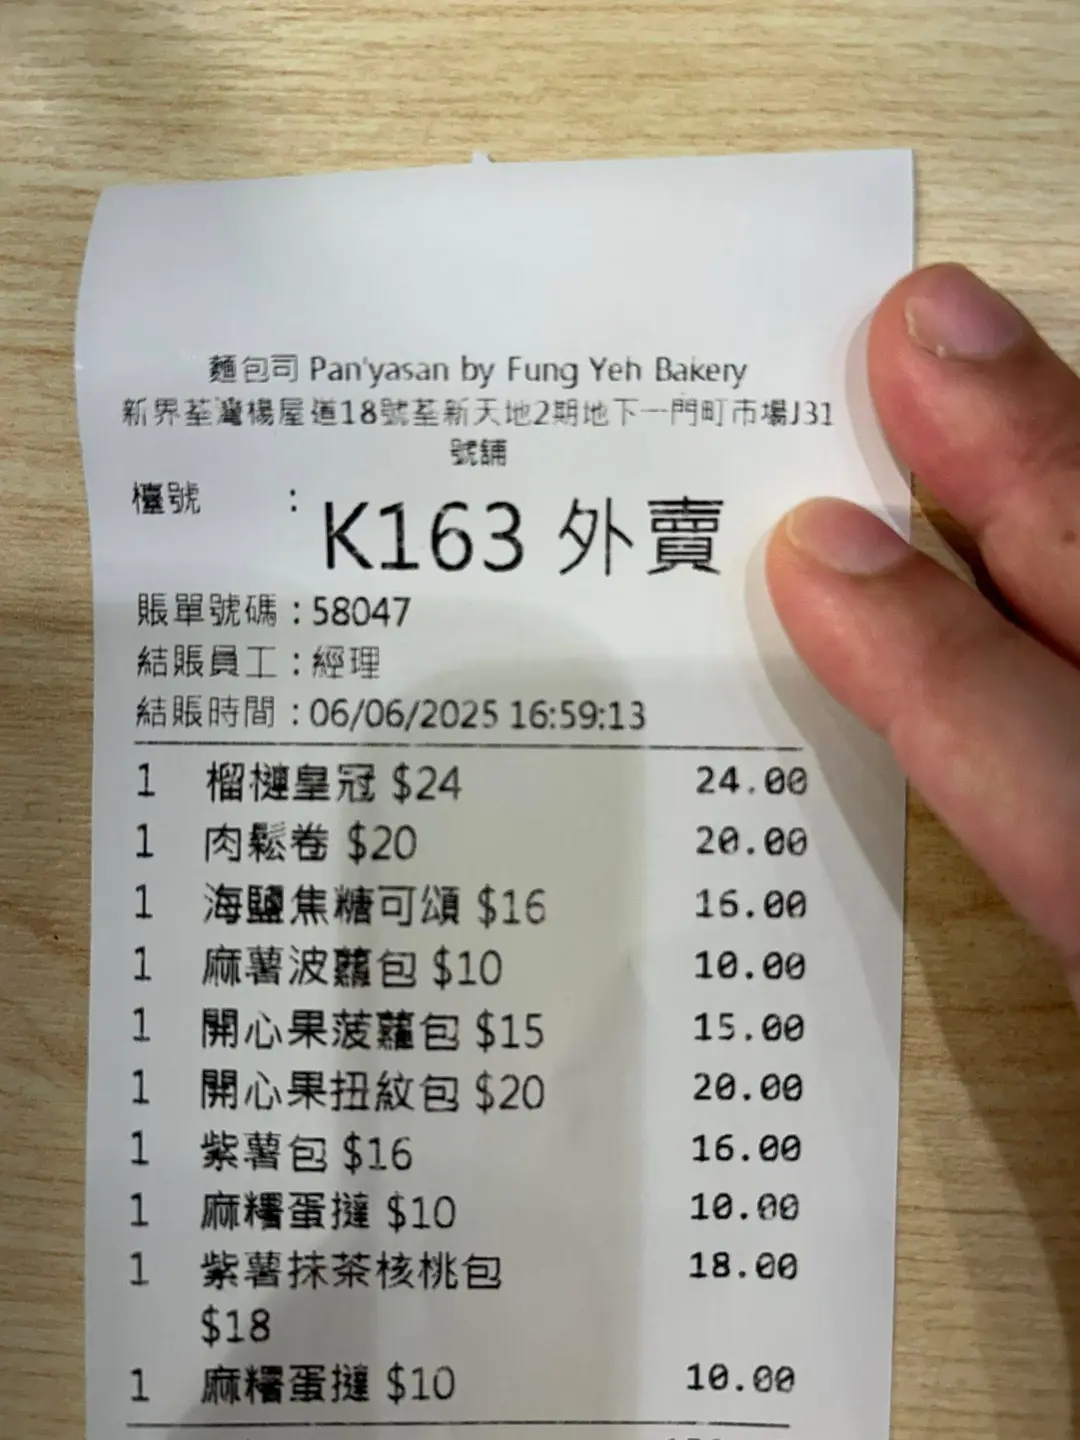 麵包司 Pan'yasan by Fung Yeh Bakery
新界荃灣楊屋道18號荃新天地2期地下一門町市場J31
號舖
檯號 :
K163 外賣
賬單號碼 : 58047
結賬員工 : 經理
結賬時間 : 06/06/2025 16:59:13
1 榴槤皇冠 $24 24.00
1 肉鬆卷 $20 20.00
1 海鹽焦糖可頌 $16 16.00
1 麻薯波蘿包 $10 10.00
1 開心果菠蘿包 $15 15.00
1 開心果扭紋包 $20 20.00
1 紫薯包 $16 16.00
1 麻糬蛋撻 $10 10.00
1 紫薯抹茶核桃包 18.00
$18
1 麻糬蛋撻 $10 10.00